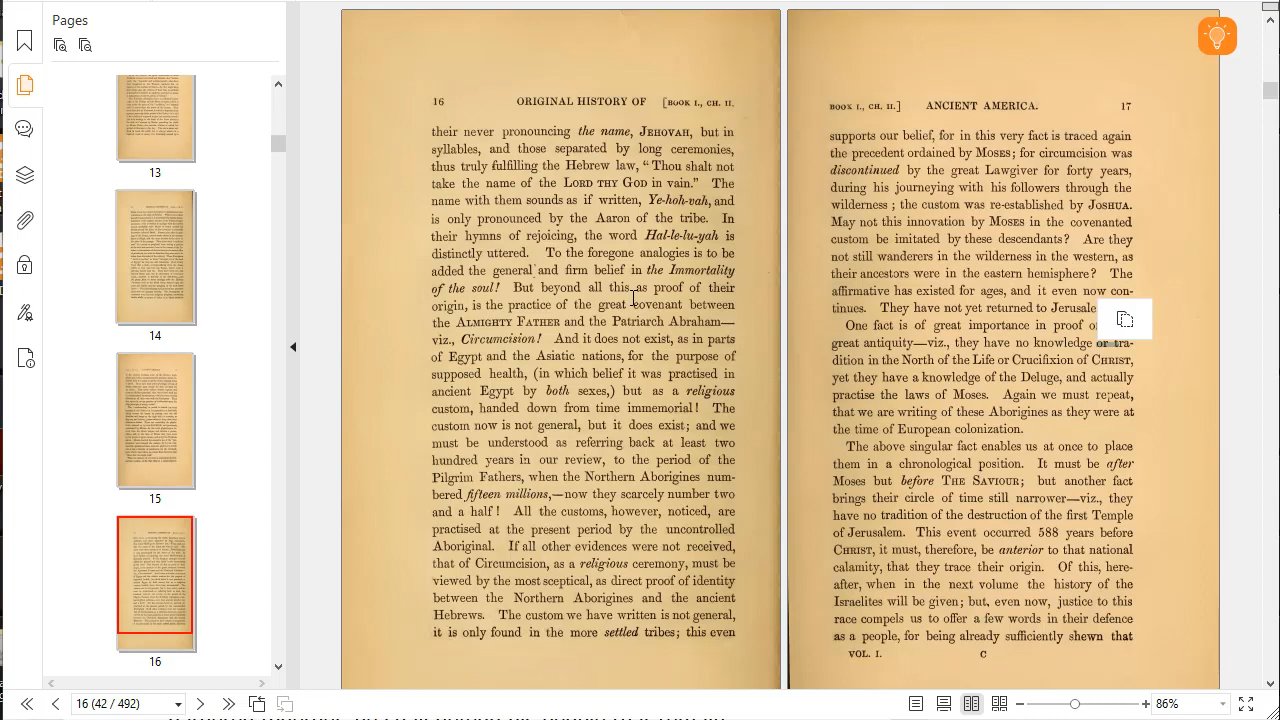 Pages
13
14
15
16
16 ORIGINAL HISTORY OF [BOOK I., CH. II.
their never pronouncing the name, JEHOVAH, but in
syllables, and those separated by long ceremonies,
thus truly fulfilling the Hebrew law, “Thou shalt not
take the name of the LORD THY GOD in vain.” The
name with them sounds as if written, Ye-hoh-vah, and
is only pronounced by the Aaron of the tribe. In
their hymns of rejoicing the word Hal-le-lu-yah is
distinctly uttered. To the foregone analogies is to be
added the general and firm belief in the Immortality
of the soul! But beyond all this as proof of their
origin, is the practice of the great covenant between
the ALMIGHTY FATHER and the Patriarch Abraham—
viz., Circumcision! And it does not exist, as in parts
of Egypt and the Asiatic nations, for the purpose of
supposed health, (in which belief it was practised in
ancient Egypt by both sexes,) but as a religious
custom, handed down from time immemorial! The
custom now is not general, but it does exist; and we
must be understood as referring back at least two
hundred years in our review, to the period of the
Pilgrim Fathers, when the Northern Aborigines num-
bered fifteen millions,—now they scarcely number two
and a half! All the customs, however, noticed, are
practised at the present period by the uncontrolled
Aboriginal. If all other evidences were not received,
that of Circumcision, as a religious ceremony, must be
viewed by the sceptic as direct proof of identity
between the Northern Aborigines and the ancient
Hebrews. The custom we have written is not general,
it is only found in the more settled tribes; this even
BOOK I., CH. II.] ANCIENT AMERICA. 17
supports our belief, for in this very fact is traced again
the precedent ordained by MOSES; for circumcision was
discontinued by the great Lawgiver for forty years,
during his journeying with his followers through the
wilderness; the custom was re-established by JOSHUA.
May not this innovation by MOSES in the covenanted
custom be imitated by these descendants? Are they
not still wanderers in the wilderness in the western, as
their ancestors were in the eastern hemisphere? The
affirmative has existed for ages, and it even now con-
tinues. They have not yet returned to Jerusale
One fact is of great importance in proof o
great antiquity—viz., they have no knowledge or tra-
dition in the North of the Life or Crucifixion of CHRIST,
yet they have a knowledge of the Deluge, and actually
practise the laws of Moses. Again we must repeat,
that we are writing of these Aborigines as they were at
the time of European colonization.
The above singular fact enables us at once to place
them in a chronological position. It must be after
Moses but before THE SAVIOUR; but another fact
brings their circle of time still narrower—viz., they
have no tradition of the destruction of the first Temple
of Jerusalem. This event occurred 588 years before
CHRIST, it must, therefore, be anterior to that national
calamity, that they trace their origin. Of this, here-
after, when in the next volume the history of the
Israelites will be given; but, even now, justice to this
race compels us to offer a few words in their defence
as a people, for being already sufficiently shewn that
VOL. I. C
16 (42 / 492)
86%